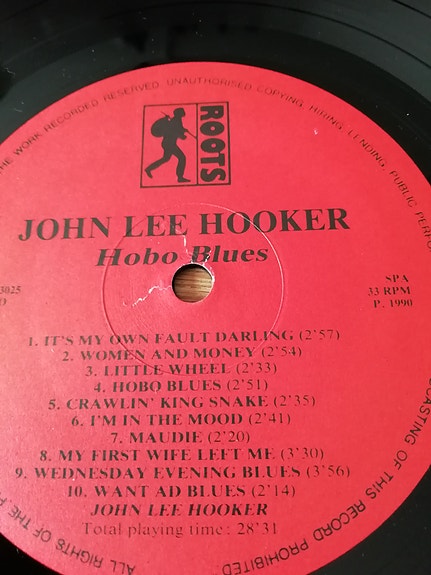 THE WORK RECORDED RESERVED. UNAUTHORISED COPYING, HIRING, LENDING, PUBLIC
ROOTS
JOHN LEE HOOKER
Hobo Blues
3025
SPA
33 RPM
P. 1990
1. IT'S MY OWN FAULT DARLING (2'57)
2. WOMEN AND MONEY (2'54)
3. LITTLE WHEEL (2'33)
4. HOBO BLUES (2'51)
5. CRAWLIN' KING SNAKE (2'35)
6. I'M IN THE MOOD (2'41)
7. MAUDIE (2'20)
8. MY FIRST WIFE LEFT ME (3'30)
9. WEDNESDAY EVENING BLUES (3'56)
10. WANT AD BLUES (2'14)
JOHN LEE HOOKER
Total playing time: 28'31
OF THIS RECORD PROHIBITED
ALL RIGHTS OF THE